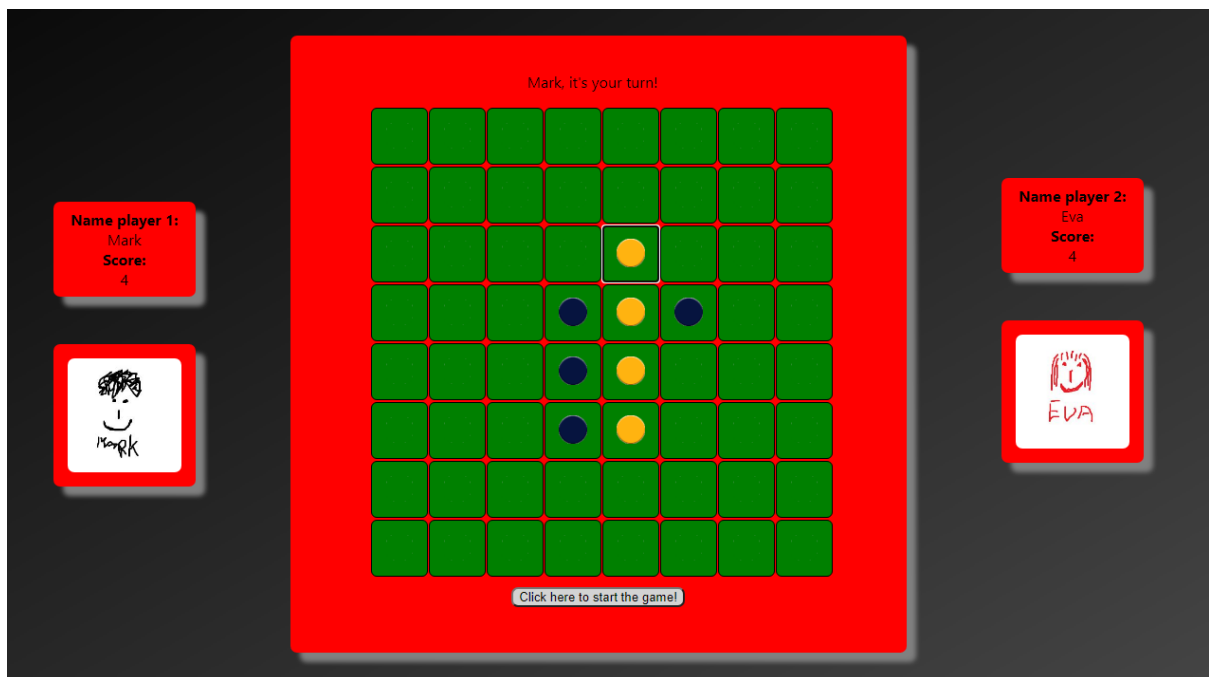 Mark, it's your turn!
Name player 1:
Mark
Score:
4
MaRK
Name player 2:
Eva
Score:
4
EVA
Click here to start the game!